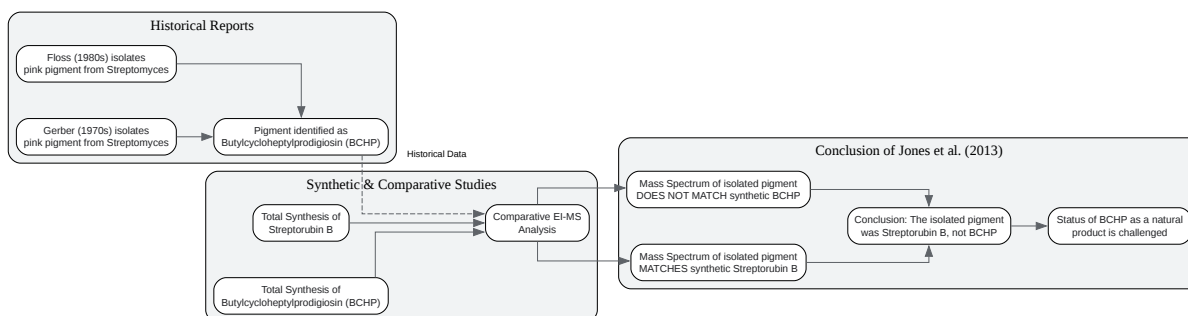 Historical Reports
Floss (1980s) isolates
pink pigment from Streptomyces
Gerber (1970s) isolates
pink pigment from Streptomyces
Pigment identified as
Butylcycloheptylprodigiosin (BCHP)
Historical Data
Synthetic & Comparative Studies
Total Synthesis of
Streptorubin B
Total Synthesis of
Butylcycloheptylprodigiosin (BCHP)
Comparative EI-MS
Analysis
Conclusion of Jones et al. (2013)
Mass Spectrum of isolated pigment
DOES NOT MATCH synthetic BCHP
Mass Spectrum of isolated pigment
MATCHES synthetic Streptorubin B
Conclusion: The isolated pigment
was Streptorubin B, not BCHP
Status of BCHP as a natural
product is challenged